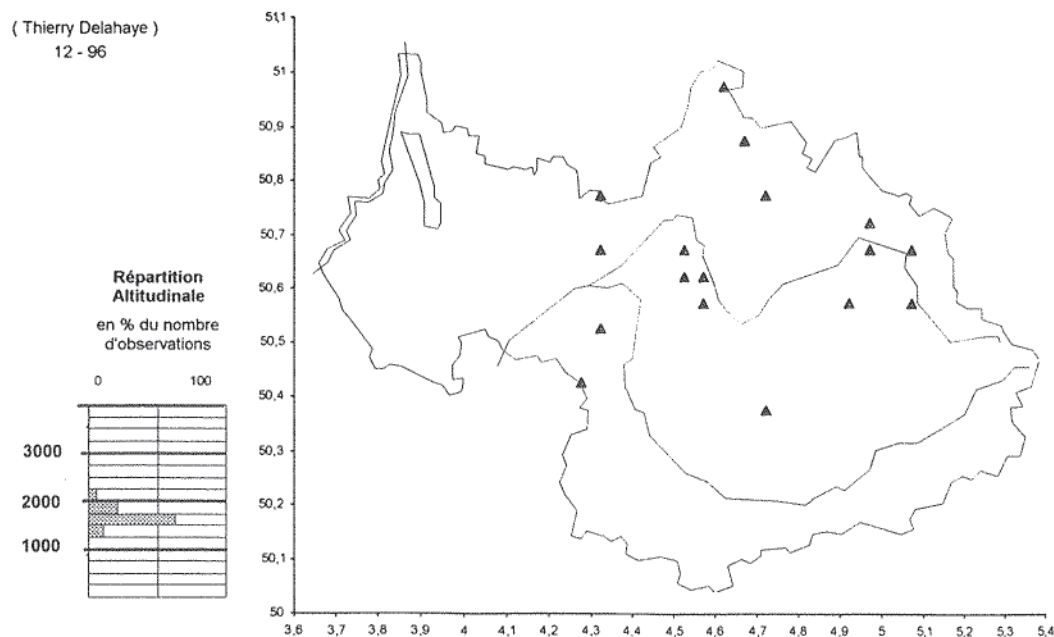 ( Thierry Delahaye )
12 - 96
Répartition
Altitudinale
en % du nombre
d'observations
0 100
3000
2000
1000
51,1
51
50,9
50,8
50,7
50,6
50,5
50,4
50,3
50,2
50,1
50
3,6 3,7 3,8 3,9 4 4,1 4,2 4,3 4,4 4,5 4,6 4,7 4,8 4,9 5 5,1 5,2 5,3 5,4